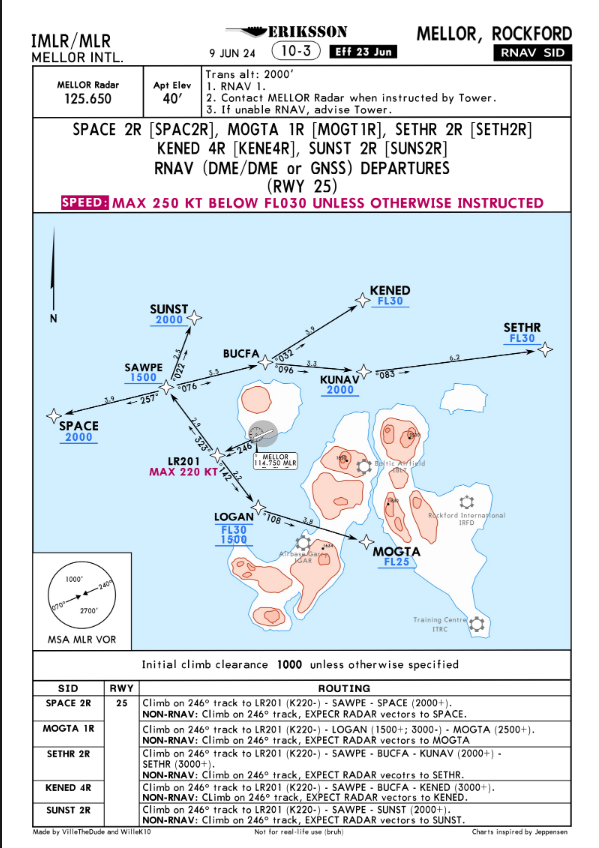 IMLR/MLR
MELLOR INTL.
ERIKSSON
9 JUN 24
10-3
Eff 23 Jun
MELLOR, ROCKFORD
RNAV SID
MELLOR Radar
125.650
Apt Elev
40'
Trans alt: 2000'
1. RNAV 1.
2. Contact MELLOR Radar when instructed by Tower.
3. If unable RNAV, advise Tower.
SPACE 2R [SPAC2R], MOGTA 1R [MOGT1R], SETHR 2R [SETH2R]
KENED 4R [KENE4R], SUNST 2R [SUNS2R]
RNAV (DME/DME or GNSS) DEPARTURES
(RWY 25)
SPEED: MAX 250 KT BELOW FL030 UNLESS OTHERWISE INSTRUCTED
N
KENED
FL30
SUNST
2000
SETHR
FL30
3.9
032°
BUCFA
3.3
096°
6.2
083°
KUNAV
2000
2.5
022°
3.5
076°
SAWPE
1500
3.9
257°
SPACE
2000
2.9
323°
246°
MELLOR
114.750 MLR
LR201
MAX 220 KT
142°
2.2
LOGAN
FL30
1500
108°
3.8
MOGTA
FL25
Baltic Airfield
IBLT
Rockford International
IRFD
Airbase Garry
IGAR
Training Centre
ITRC
1000'
240°
070°
2700'
MSA MLR VOR
Initial climb clearance 1000 unless otherwise specified
SID
RWY
ROUTING
SPACE 2R
25
Climb on 246° track to LR201 (K220-) - SAWPE - SPACE (2000+).
NON-RNAV: Climb on 246° track, EXPECR RADAR vectors to SPACE.
MOGTA 1R
Climb on 246° track to LR201 (K220-) - LOGAN (1500+; 3000-) - MOGTA (2500+).
NON-RNAV: Climb on 246° track, EXPECT RADAR vectors to MOGTA
SETHR 2R
Climb on 246° track to LR201 (K220-) - SAWPE - BUCFA - KUNAV (2000+) -
SETHR (3000+).
NON-RNAV: Climb on 246° track, EXPECT RADAR vecotrs to SETHR.
KENED 4R
Climb on 246° track to LR201 (K220-) - SAWPE - BUCFA - KENED (3000+).
NON-RNAV: CLimb on 246° track, EXPECT RADAR vectors to KENED.
SUNST 2R
Climb on 246° track to LR201 (K220-) - SAWPE - SUNST (2000+).
NON-RNAV: Climb on 246° track, EXPECT RADAR vectors to SUNST.
Made by VilleTheDude and WilleK10
Not for real-life use (bruh)
Charts inspired by Jeppensen